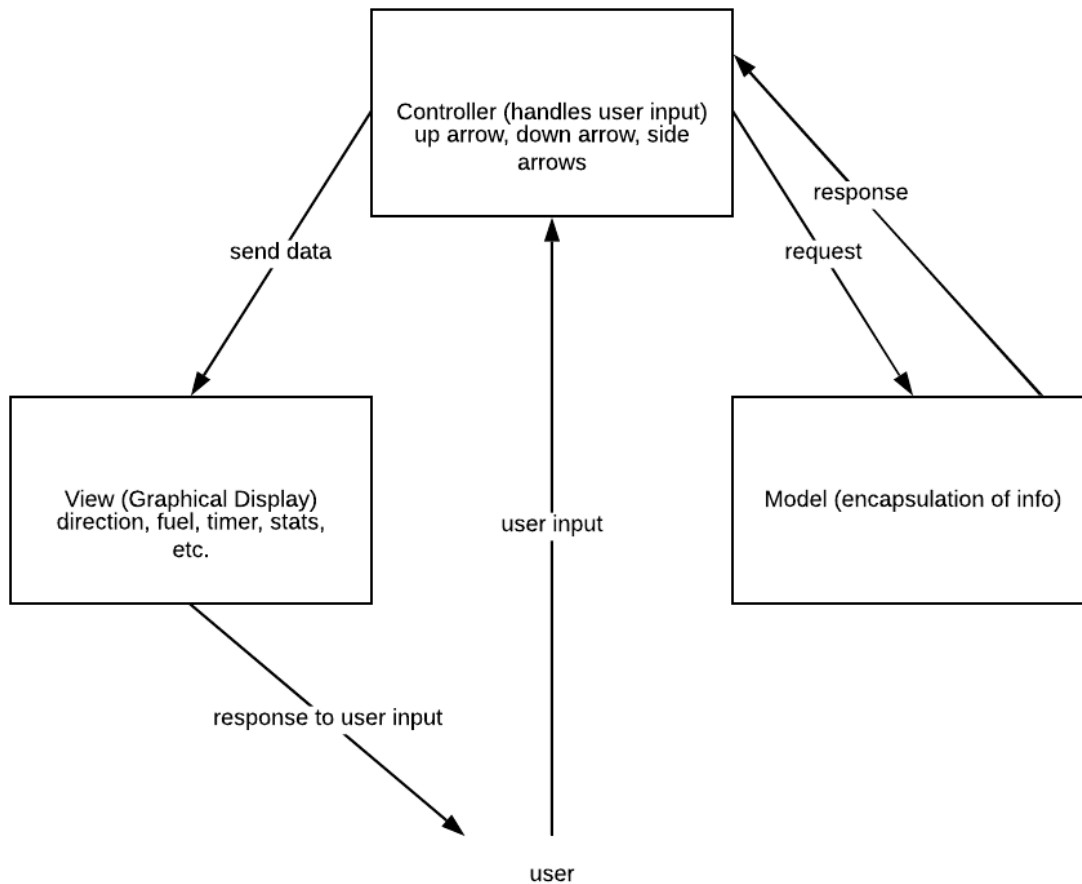 Controller (handles user input)
up arrow, down arrow, side
arrows
response
send data
request
View (Graphical Display)
direction, fuel, timer, stats,
etc.
Model (encapsulation of info)
user input
response to user input
user